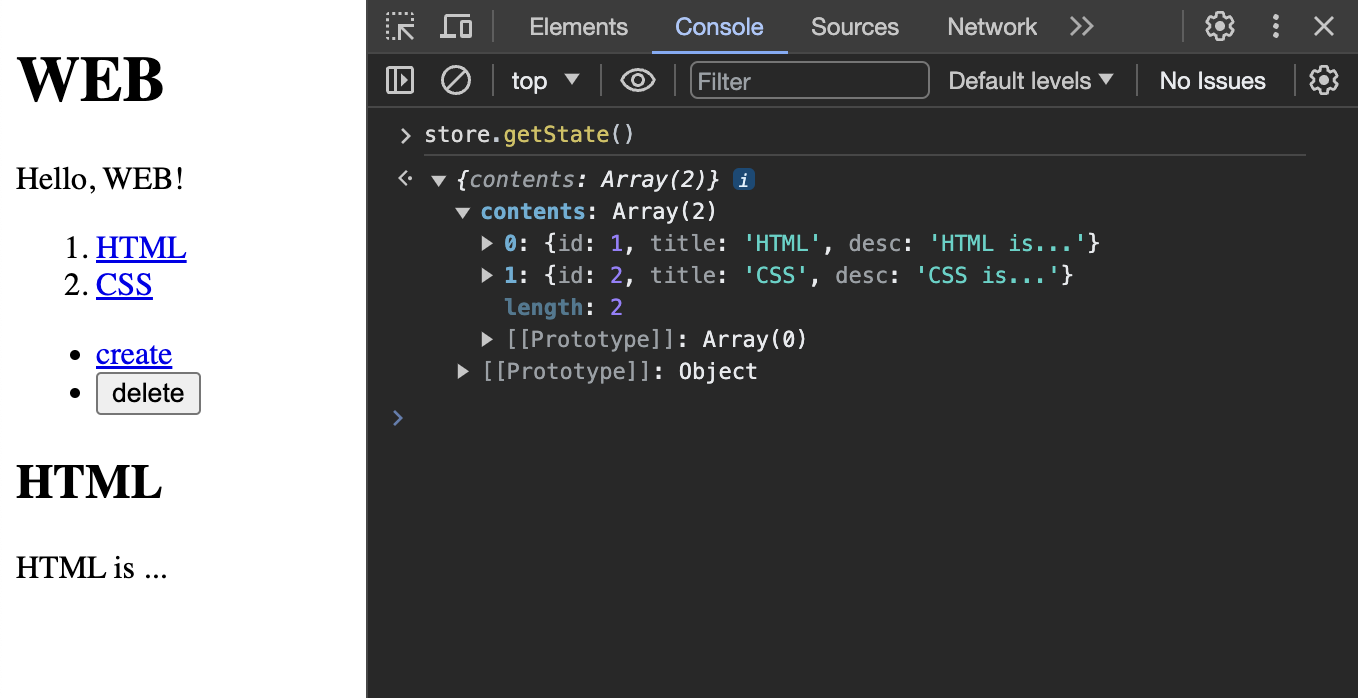 WEB
Hello, WEB!
1. HTML
2. CSS
• create
• delete
HTML
HTML is ...
Elements Console Sources Network
top Filter Default levels No Issues
store.getState()
{contents: Array(2)} i
contents: Array(2)
0: {id: 1, title: 'HTML', desc: 'HTML is...'}
1: {id: 2, title: 'CSS', desc: 'CSS is...'}
length: 2
[[Prototype]]: Array(0)
[[Prototype]]: Object